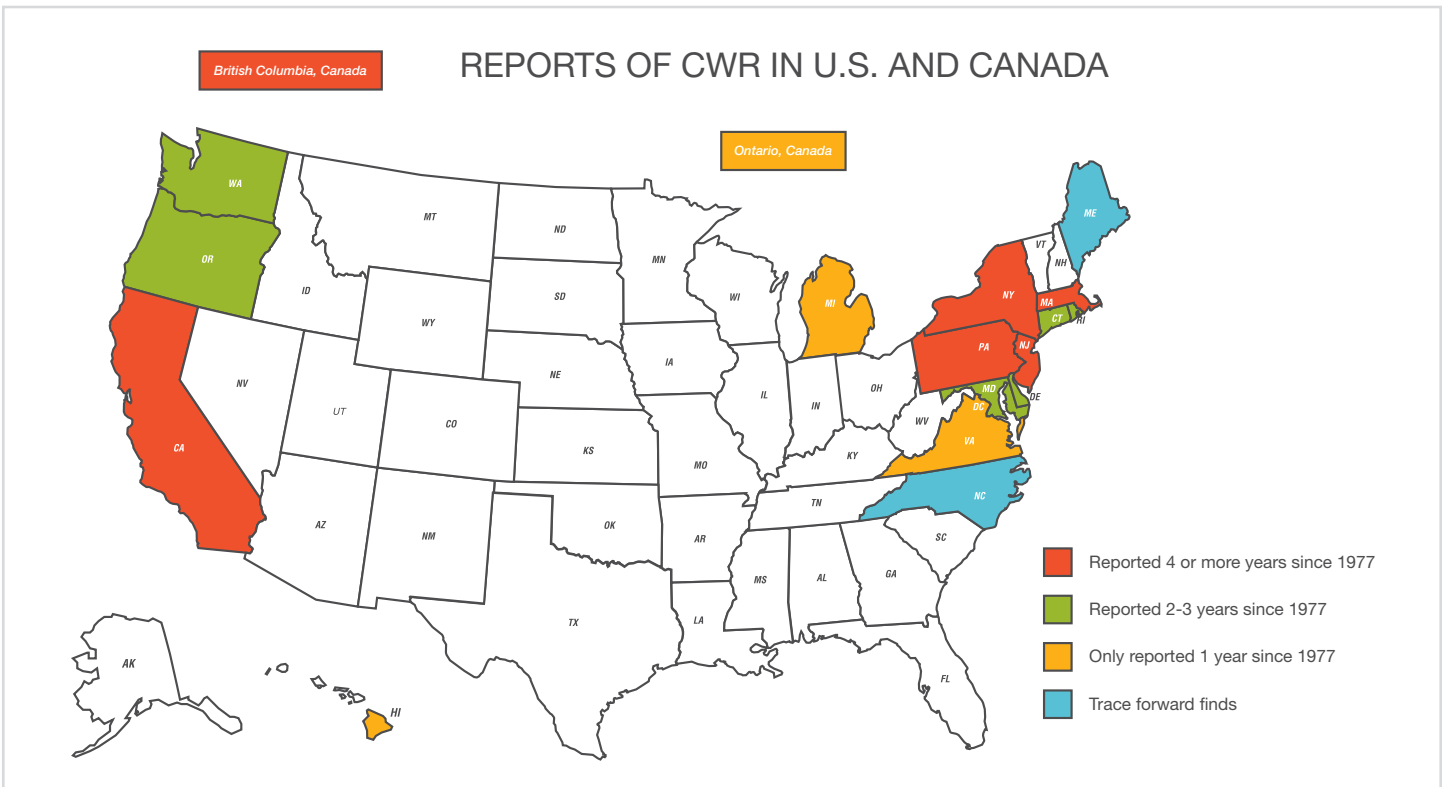 REPORTS OF CWR IN U.S. AND CANADA
British Columbia, Canada
Ontario, Canada
WA
ME
MT
ND
VT
OR
MN
NH
ID
SD
WI
NY
MA
MI
WY
CT
RI
PA
NJ
IA
NE
OH
NV
MD
IL
IN
DE
UT
DC
CO
WV
VA
CA
KS
KY
MO
NC
TN
AZ
OK
NM
AR
SC
MS
AL
GA
LA
TX
AK
FL
HI
Reported 4 or more years since 1977
Reported 2-3 years since 1977
Only reported 1 year since 1977
Trace forward finds